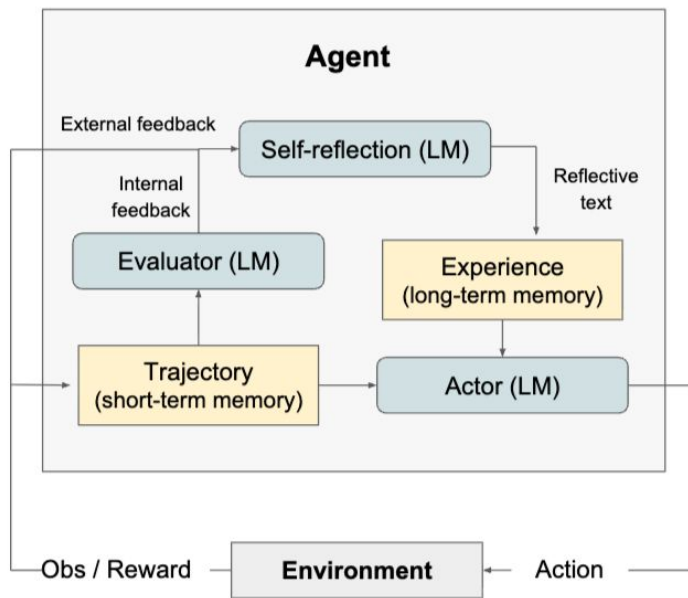 Agent
External feedback
Self-reflection (LM)
Internal
feedback
Reflective
text
Evaluator (LM)
Experience
(long-term memory)
Trajectory
(short-term memory)
Actor (LM)
Obs / Reward
Environment
Action